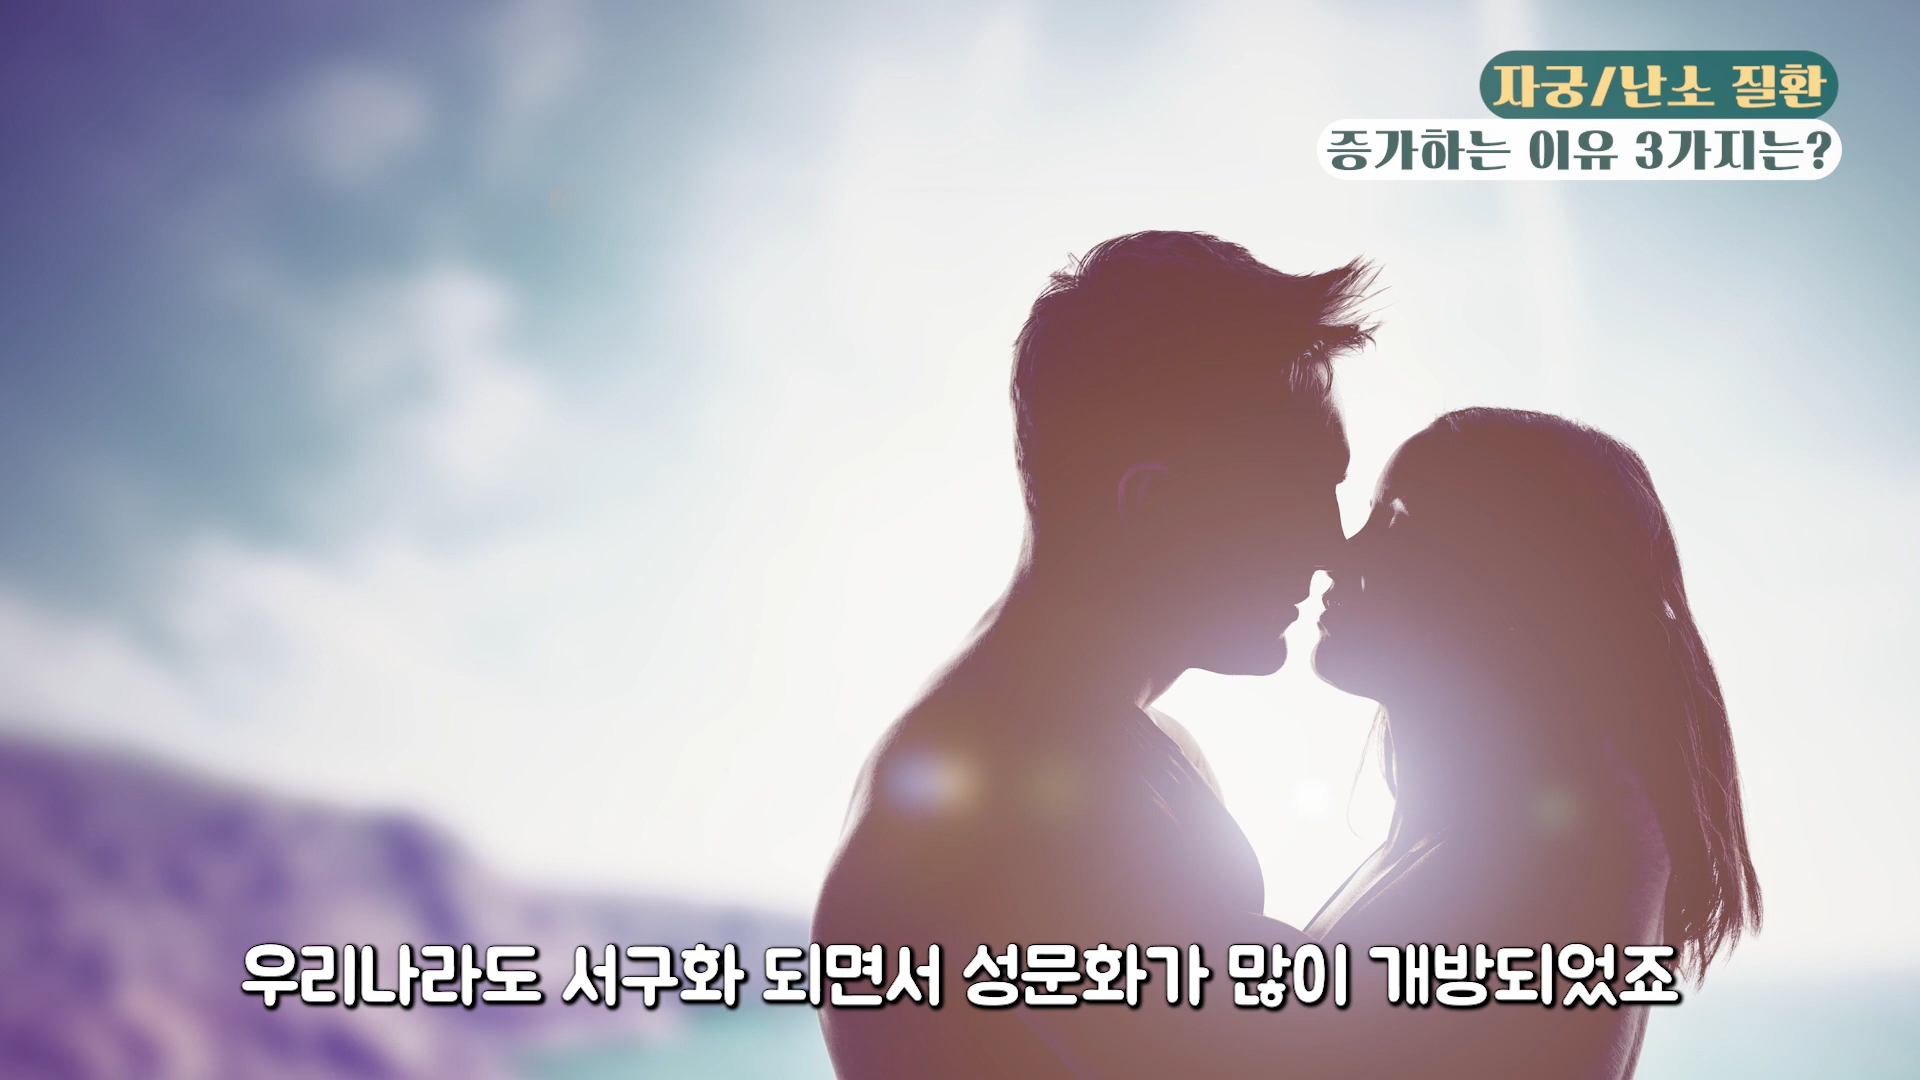 자궁/난소 질환
증가하는 이유 3가지는?
우리나라도 서구화 되면서 성문화가 많이 개방되었죠